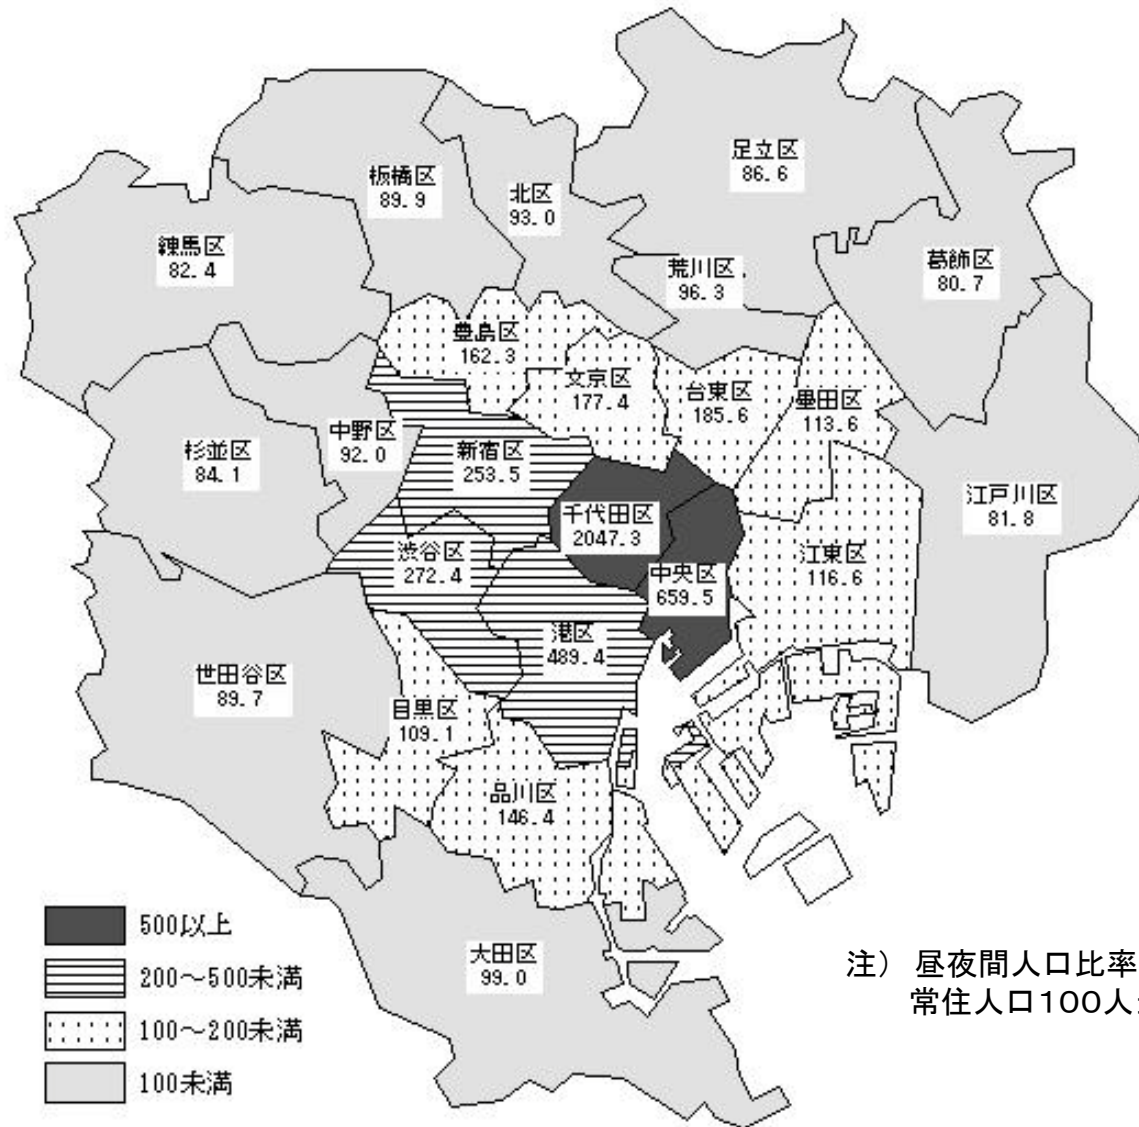 足立区
86.6
板橋区
89.9
北区
93.0
練馬区
82.4
荒川区
96.3
葛飾区
80.7
豊島区
162.3
文京区
177.4
台東区
185.6
墨田区
113.6
中野区
92.0
杉並区
84.1
新宿区
253.5
江戸川区
81.8
千代田区
2047.3
渋谷区
272.4
中央区
659.5
江東区
116.6
港区
489.4
世田谷区
89.7
目黒区
109.1
品川区
146.4
大田区
99.0
500以上
200～500未満
100～200未満
100未満
注） 昼夜間人口比率
常住人口100人